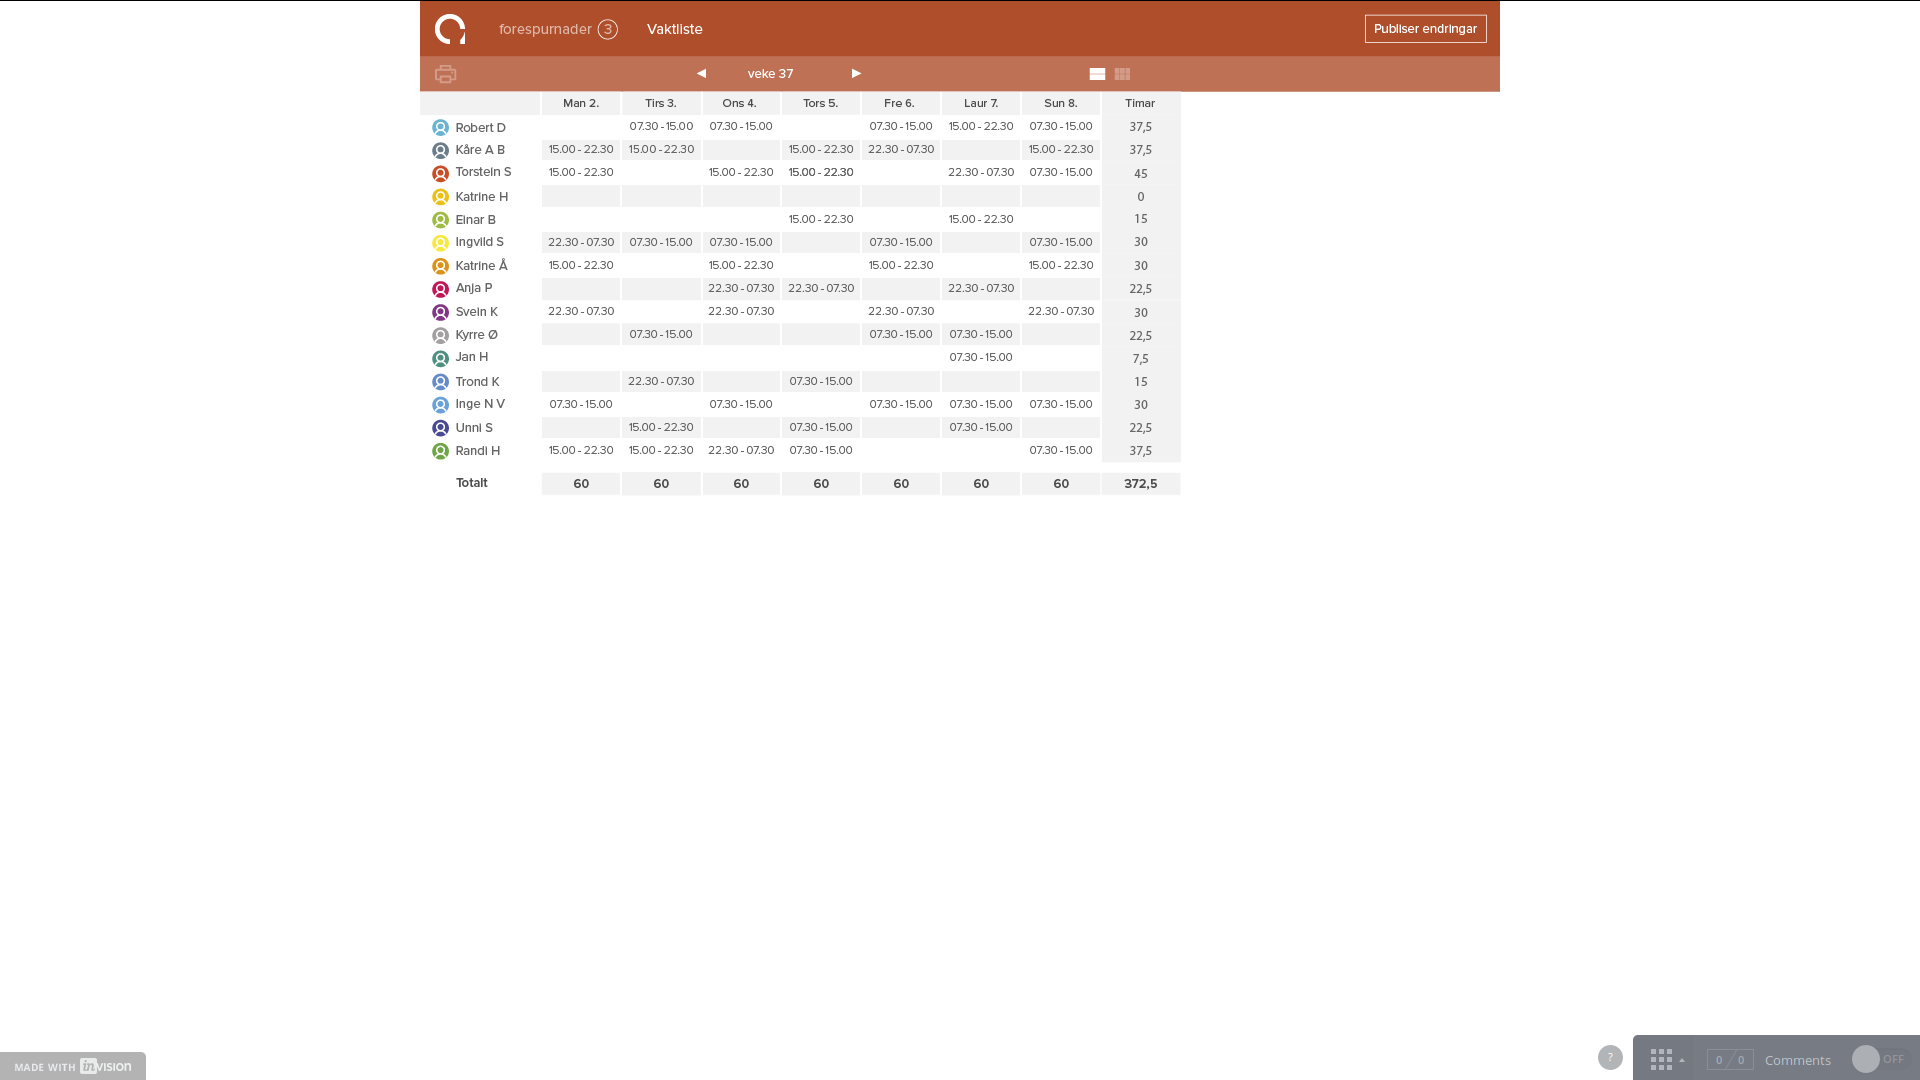 forespurnader 3 Vaktliste Publiser endringar
◀ veke 37 ▶
Man 2. Tirs 3. Ons 4. Tors 5. Fre 6. Laur 7. Sun 8. Timar
Robert D 07.30 - 15.00 07.30 - 15.00 07.30 - 15.00 15.00 - 22.30 07.30 - 15.00 37,5
Kåre A B 15.00 - 22.30 15.00 - 22.30 15.00 - 22.30 22.30 - 07.30 15.00 - 22.30 37,5
Torstein S 15.00 - 22.30 15.00 - 22.30 15.00 - 22.30 22.30 - 07.30 07.30 - 15.00 45
Katrine H 0
Einar B 15.00 - 22.30 15.00 - 22.30 15
Ingvild S 22.30 - 07.30 07.30 - 15.00 07.30 - 15.00 07.30 - 15.00 07.30 - 15.00 30
Katrine Å 15.00 - 22.30 15.00 - 22.30 15.00 - 22.30 15.00 - 22.30 30
Anja P 22.30 - 07.30 22.30 - 07.30 22.30 - 07.30 22,5
Svein K 22.30 - 07.30 22.30 - 07.30 22.30 - 07.30 22.30 - 07.30 30
Kyrre Ø 07.30 - 15.00 07.30 - 15.00 07.30 - 15.00 22,5
Jan H 07.30 - 15.00 7,5
Trond K 22.30 - 07.30 07.30 - 15.00 15
Inge N V 07.30 - 15.00 07.30 - 15.00 07.30 - 15.00 07.30 - 15.00 07.30 - 15.00 30
Unni S 15.00 - 22.30 07.30 - 15.00 07.30 - 15.00 22,5
Randi H 15.00 - 22.30 15.00 - 22.30 22.30 - 07.30 07.30 - 15.00 07.30 - 15.00 37,5
Totalt 60 60 60 60 60 60 60 372,5
MADE WITH invision
? 0 / 0 Comments OFF